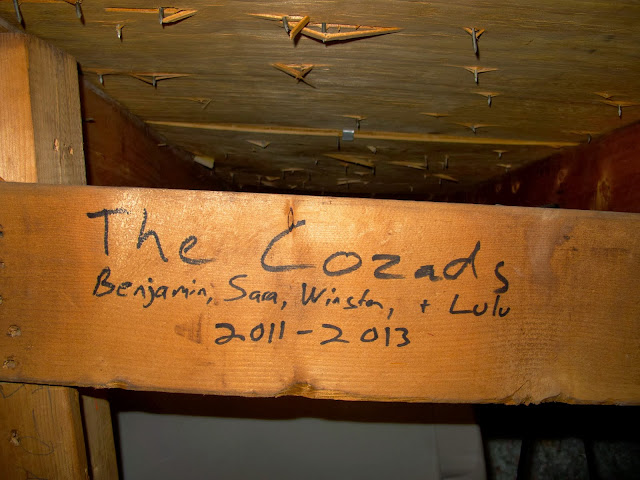 The Cozads
Benjamin, Sara, Winston, + Lulu
2011-2013